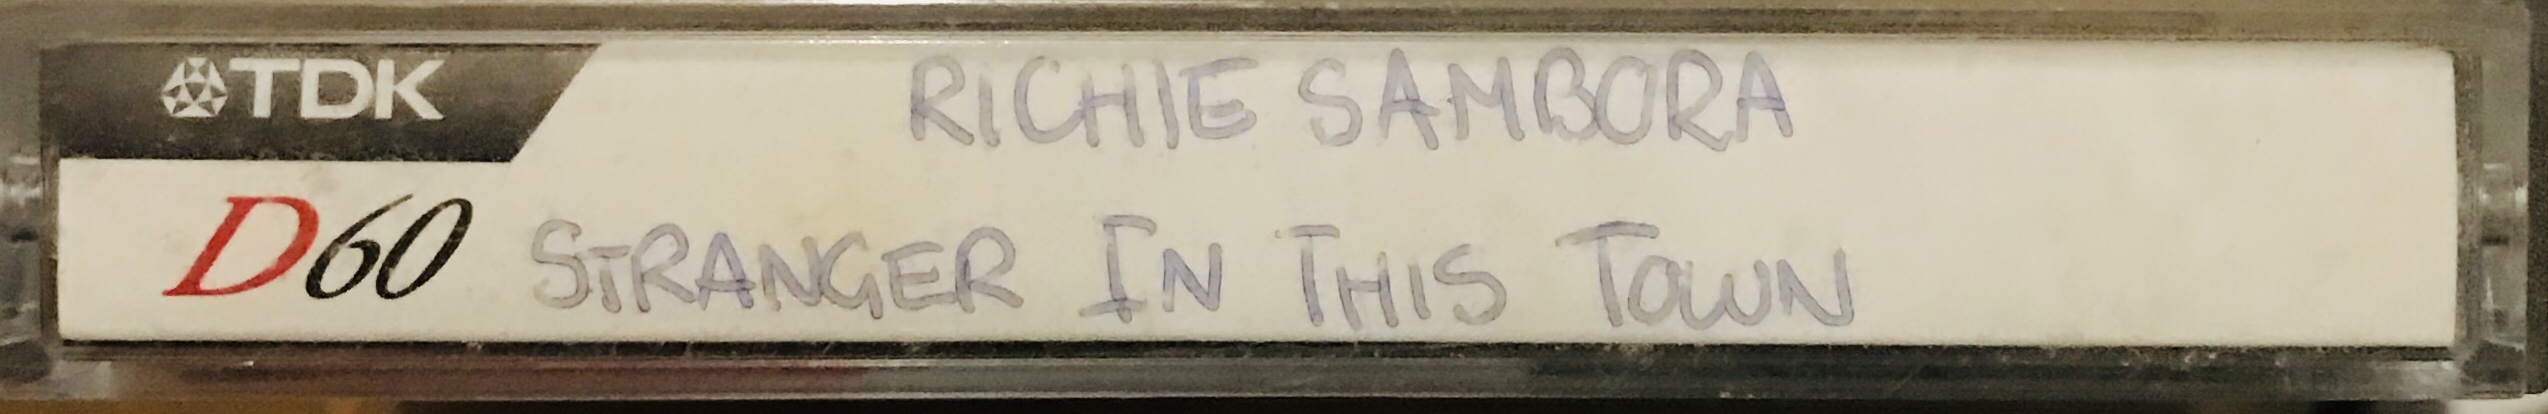 TDK
RICHIE SAMBORA
D60
STRANGER IN THIS TOWN